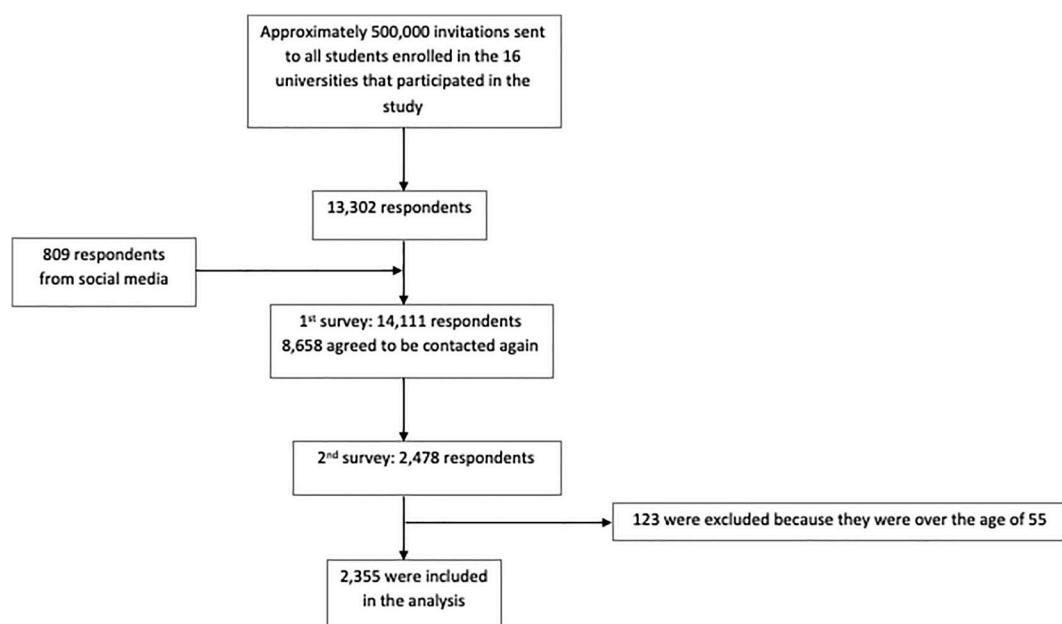 Approximately 500,000 invitations sent
to all students enrolled in the 16
universities that participated in the
study
13,302 respondents
809 respondents
from social media
1st survey: 14,111 respondents
8,658 agreed to be contacted again
2nd survey: 2,478 respondents
123 were excluded because they were over the age of 55
2,355 were included
in the analysis